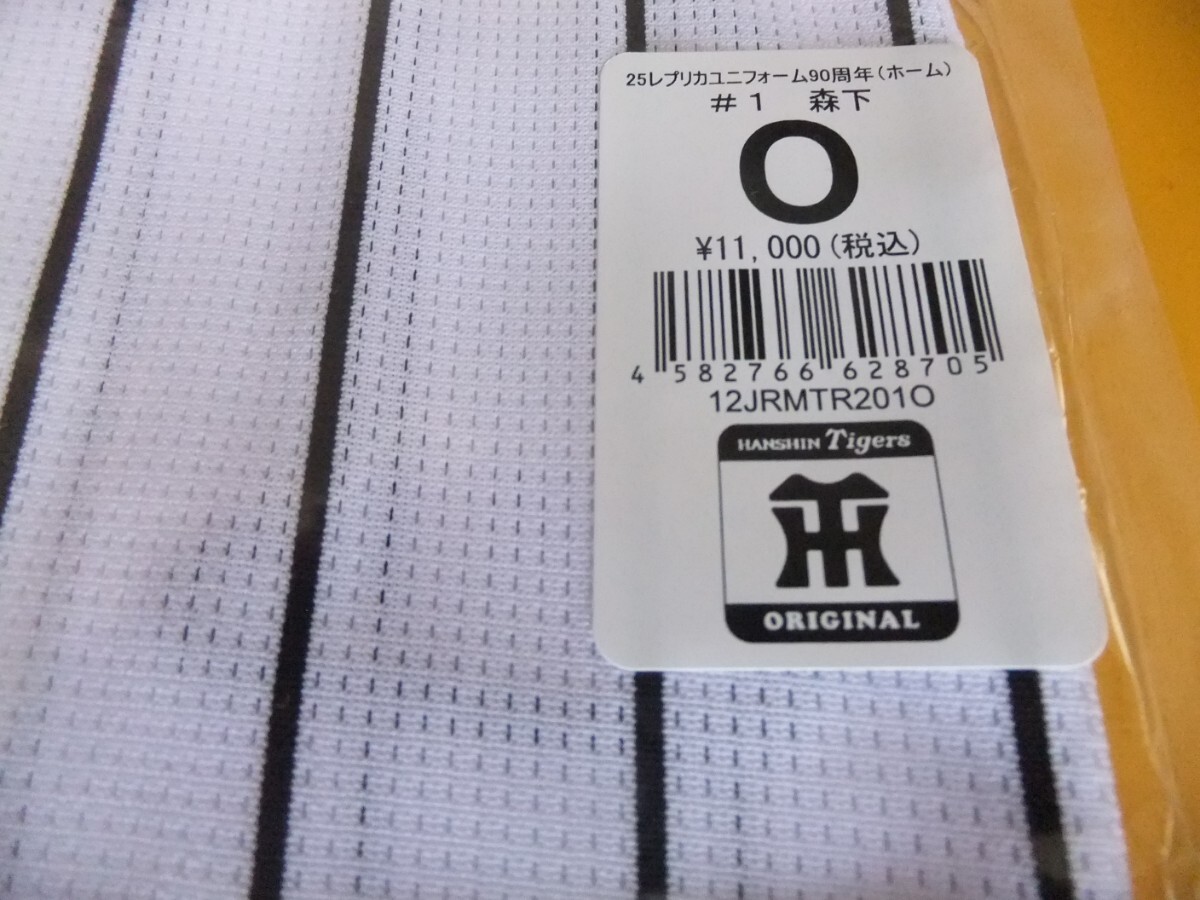 25レプリカユニフォーム90周年(ホーム)
#1 森下
O
¥11,000(税込)
4 582766 628705
12JRMTR201O
HANSHIN Tigers
HT
ORIGINAL